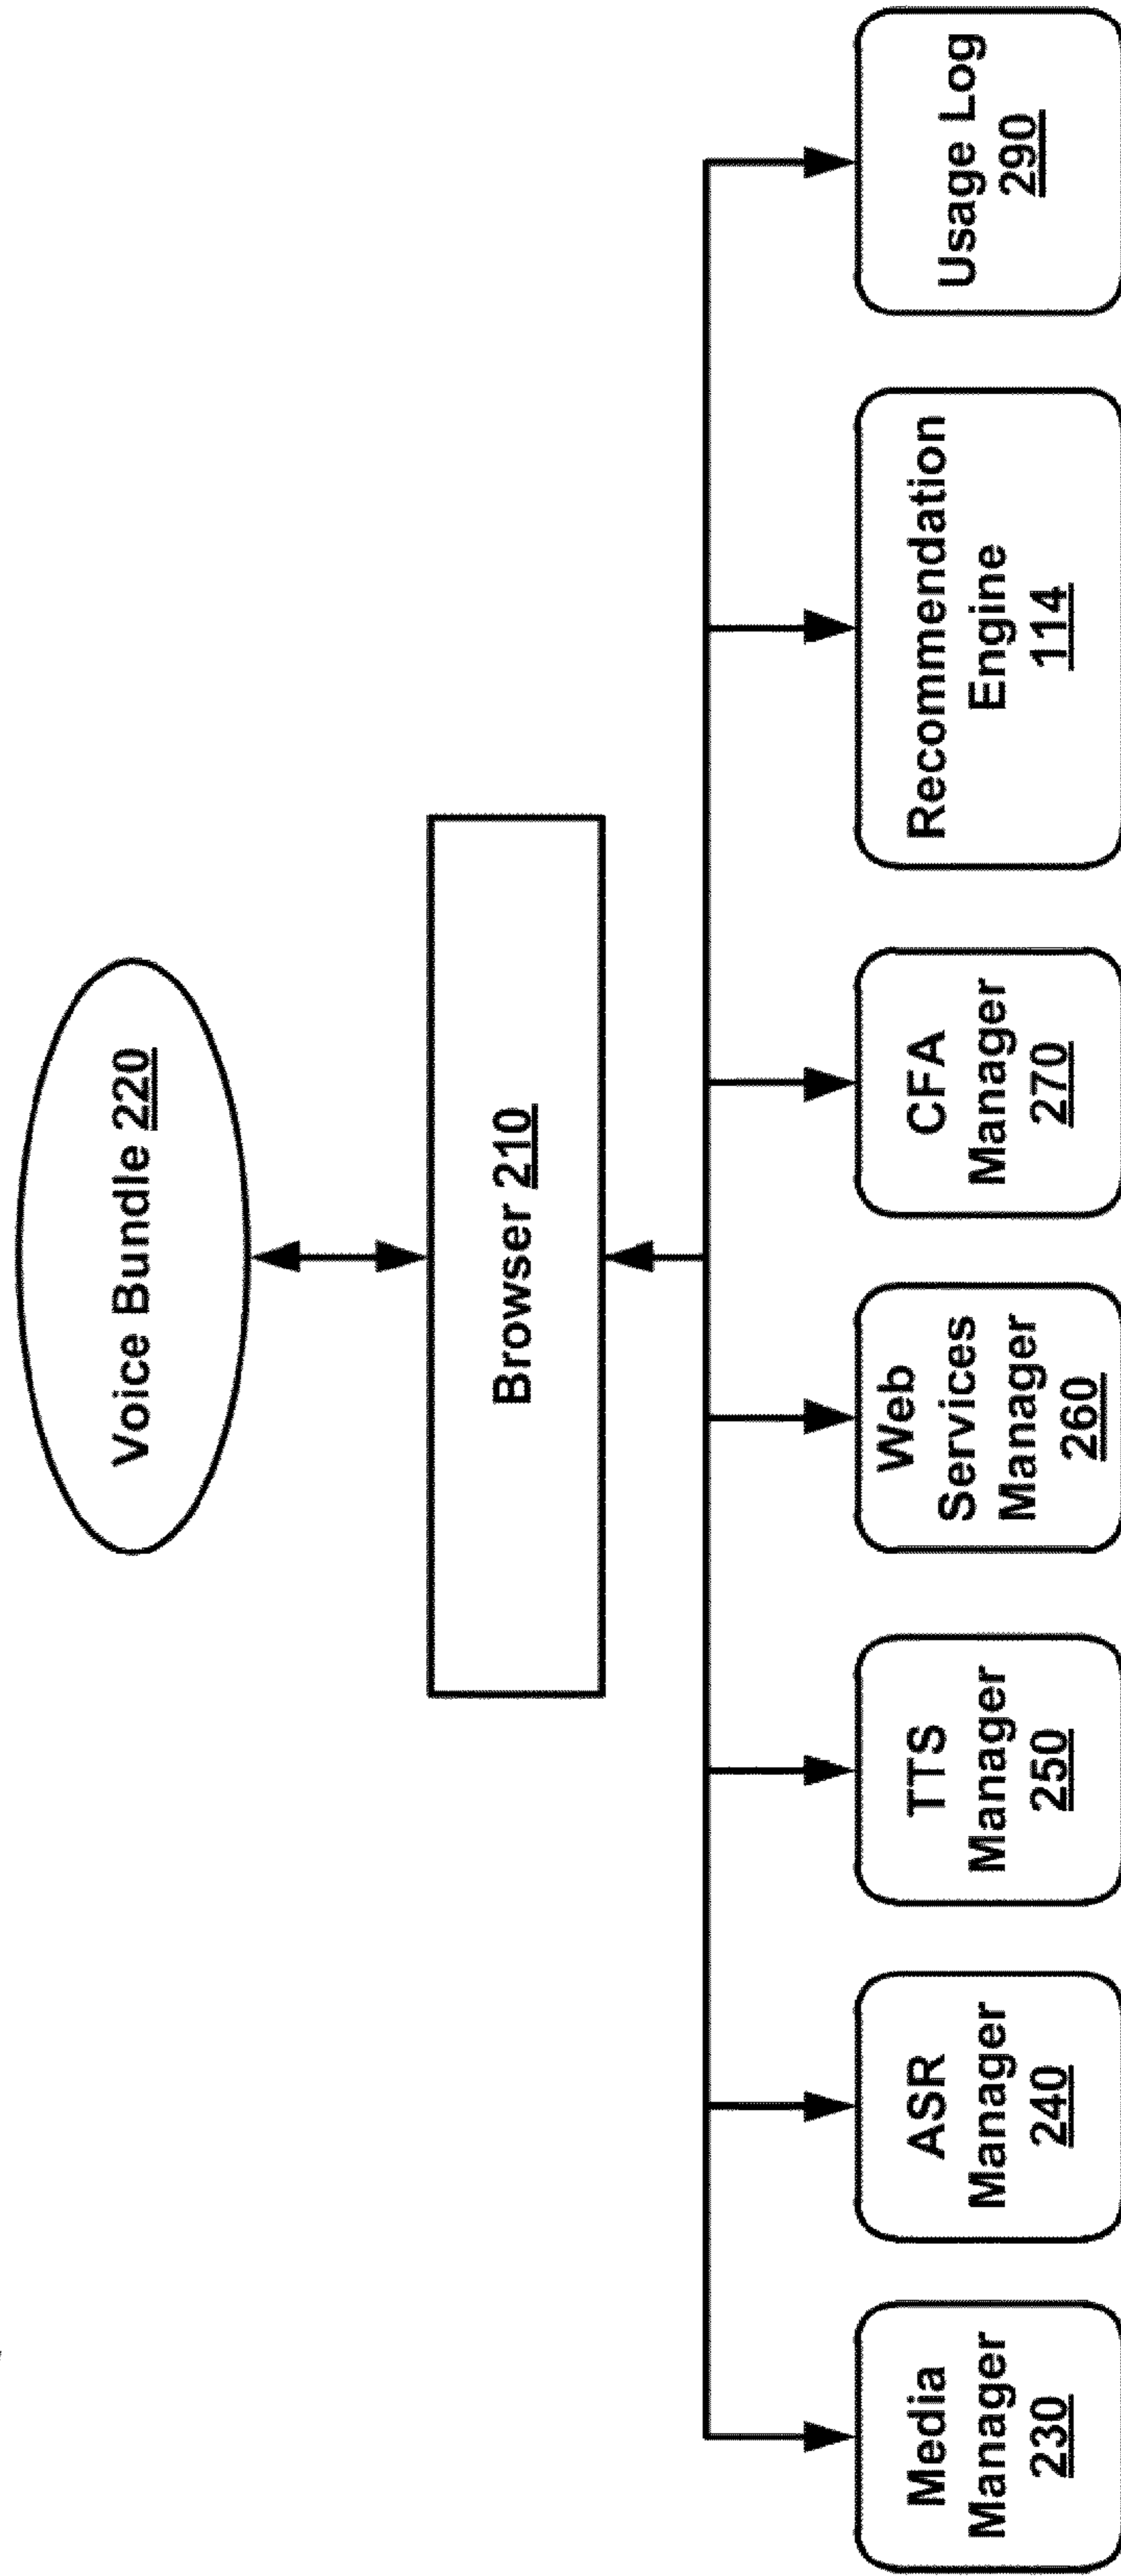 Voice Bundle 220
Browser 210
Media
Manager
230
ASR
Manager
240
TTS
Manager
250
Web
Services
Manager
260
CFA
Manager
270
Recommendation
Engine
114
Usage Log
290